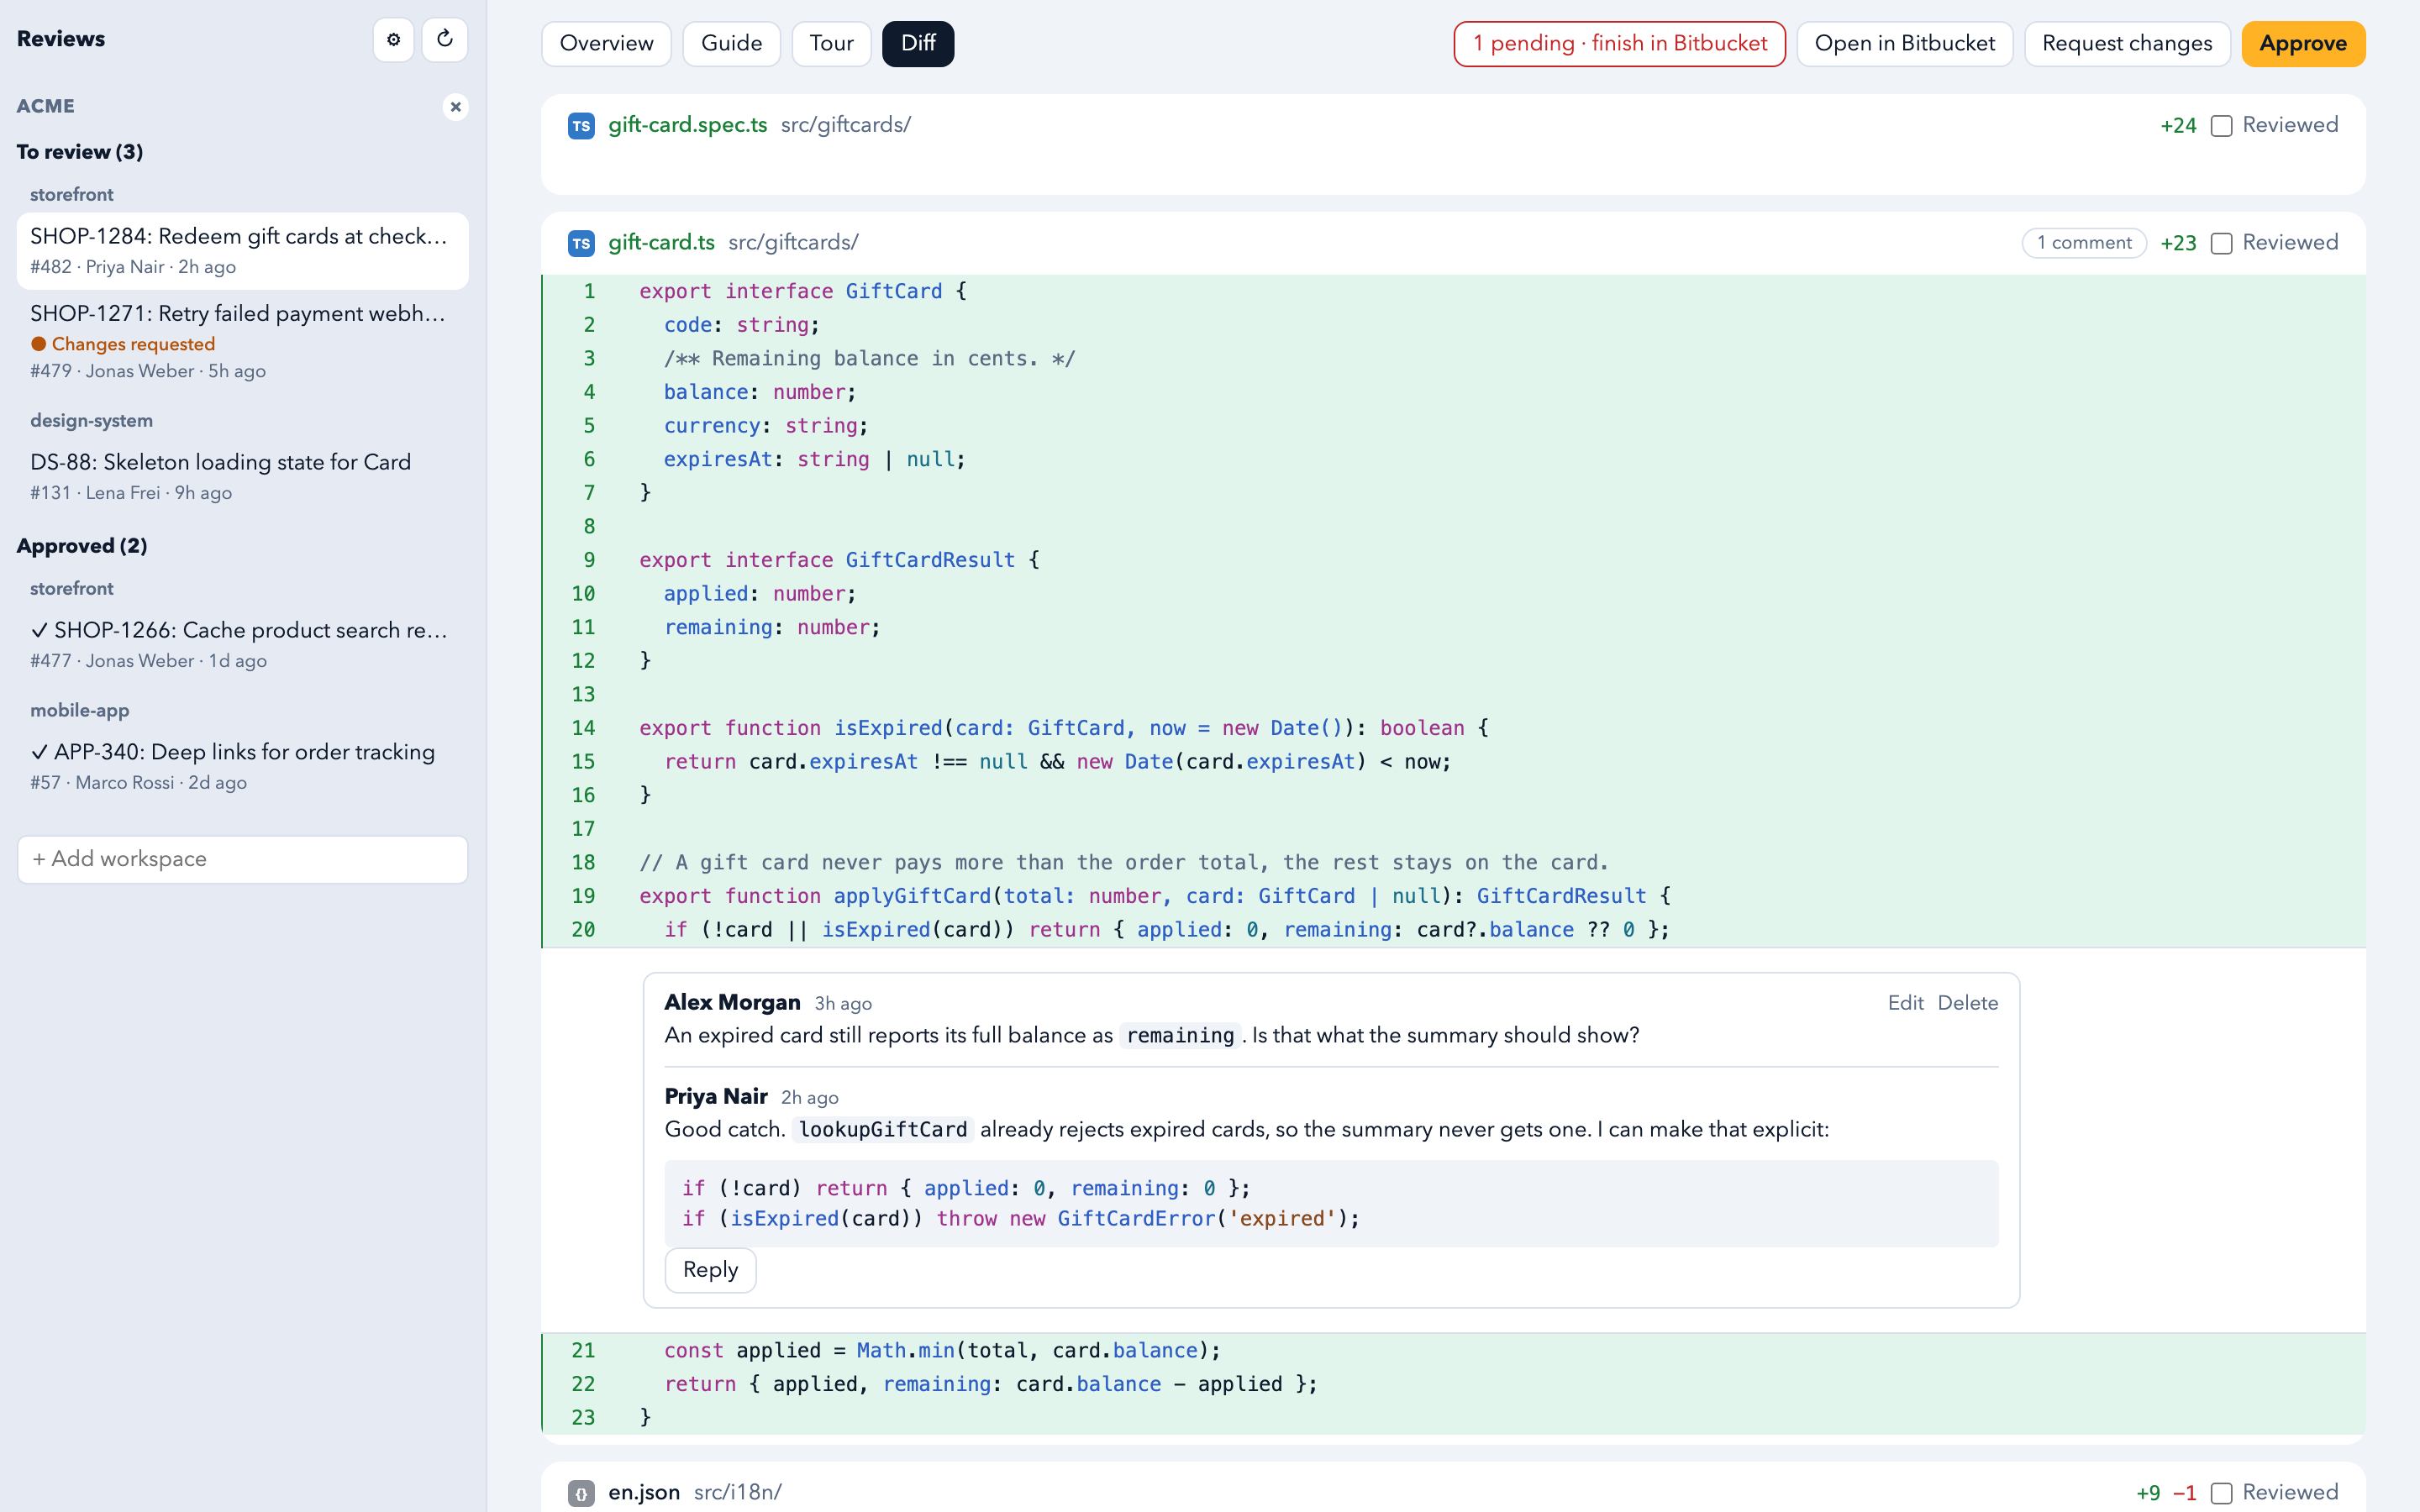 Reviews
ACME
To review (3)
storefront
SHOP-1284: Redeem gift cards at check…
#482 · Priya Nair · 2h ago
SHOP-1271: Retry failed payment webh…
Changes requested
#479 · Jonas Weber · 5h ago
design-system
DS-88: Skeleton loading state for Card
#131 · Lena Frei · 9h ago
Approved (2)
storefront
✓ SHOP-1266: Cache product search re…
#477 · Jonas Weber · 1d ago
mobile-app
✓ APP-340: Deep links for order tracking
#57 · Marco Rossi · 2d ago
+ Add workspace
Overview Guide Tour Diff 1 pending · finish in Bitbucket Open in Bitbucket Request changes Approve
TS gift-card.spec.ts src/giftcards/ +24 Reviewed
TS gift-card.ts src/giftcards/ 1 comment +23 Reviewed
1 export interface GiftCard {
2   code: string;
3   /** Remaining balance in cents. */
4   balance: number;
5   currency: string;
6   expiresAt: string | null;
7 }
8
9 export interface GiftCardResult {
10   applied: number;
11   remaining: number;
12 }
13
14 export function isExpired(card: GiftCard, now = new Date()): boolean {
15   return card.expiresAt !== null && new Date(card.expiresAt) < now;
16 }
17
18 // A gift card never pays more than the order total, the rest stays on the card.
19 export function applyGiftCard(total: number, card: GiftCard | null): GiftCardResult {
20   if (!card || isExpired(card)) return { applied: 0, remaining: card?.balance ?? 0 };
Alex Morgan 3h ago Edit Delete
An expired card still reports its full balance as remaining. Is that what the summary should show?
Priya Nair 2h ago
Good catch. lookupGiftCard already rejects expired cards, so the summary never gets one. I can make that explicit:
if (!card) return { applied: 0, remaining: 0 };
if (isExpired(card)) throw new GiftCardError('expired');
Reply
21   const applied = Math.min(total, card.balance);
22   return { applied, remaining: card.balance - applied };
23 }
{} en.json src/i18n/ +9 −1 Reviewed